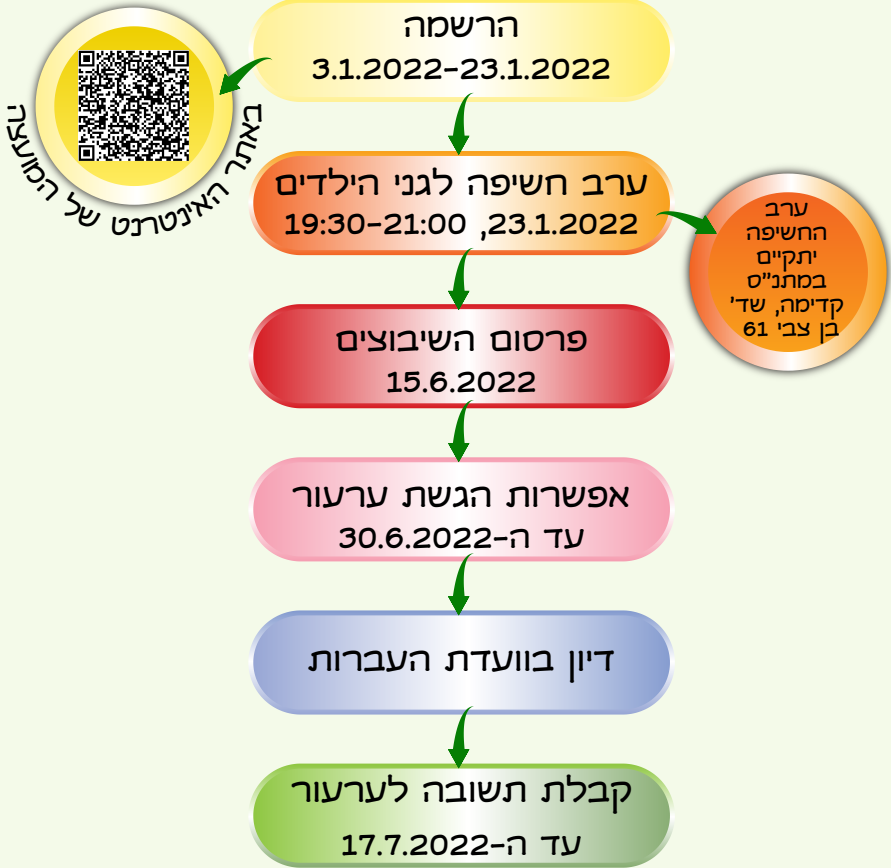 הרשמה
3.1.2022-23.1.2022
באתר האינטרנט של המועצה
ערב חשיפה לגני הילדים
19:30-21:00 ,23.1.2022
ערב
החשיפה
יתקיים
במתנ"ס
קדימה, שד'
בן צבי 61
פרסום השיבוצים
15.6.2022
אפשרות הגשת ערעור
עד ה-30.6.2022
דיון בוועדת העברות
קבלת תשובה לערעור
עד ה-17.7.2022